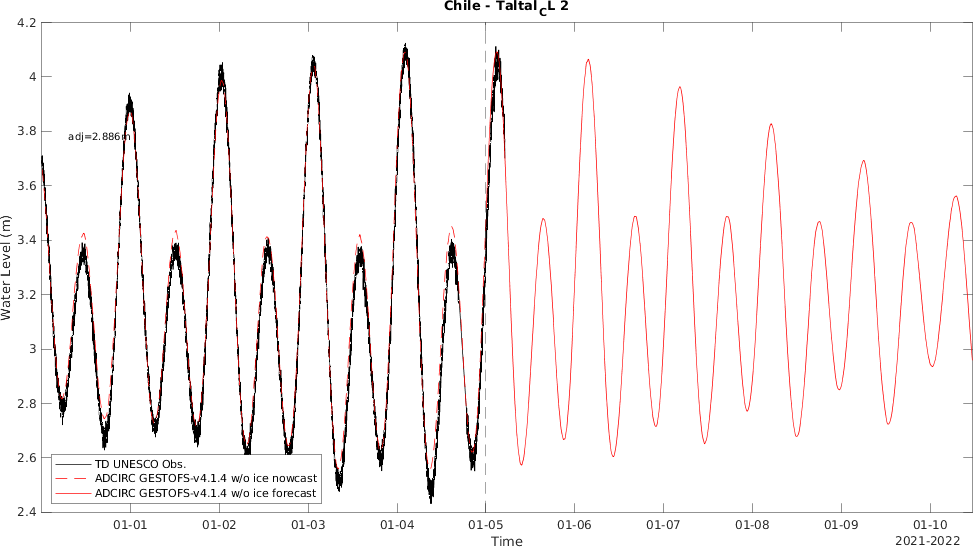 Chile - Taltal_CL 2
4.2
4
3.8
3.6
3.4
3.2
3
2.8
2.6
2.4
Water Level (m)
adj=2.886m
TD UNESCO Obs.
ADCIRC GESTOFS-v4.1.4 w/o ice nowcast
ADCIRC GESTOFS-v4.1.4 w/o ice forecast
01-01 01-02 01-03 01-04 01-05 01-06 01-07 01-08 01-09 01-10
Time
2021-2022